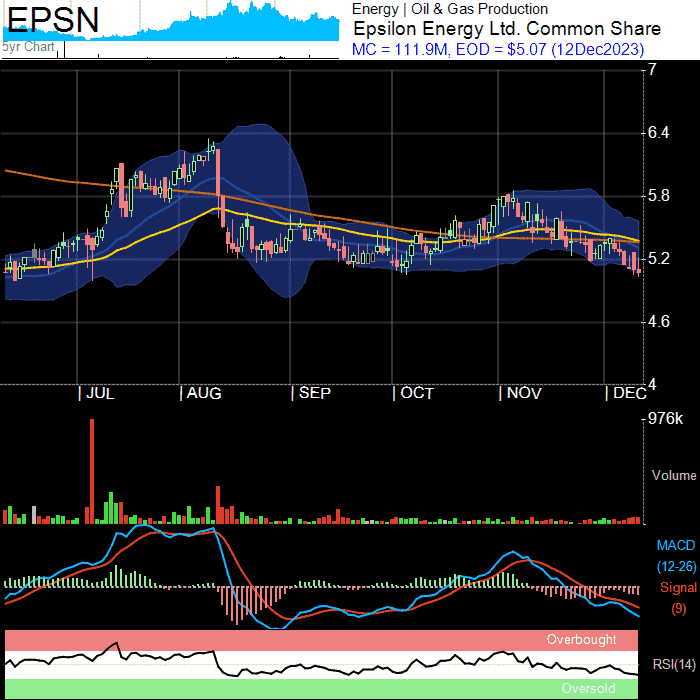 EPSN
5yr Chart
Energy | Oil & Gas Production
Epsilon Energy Ltd. Common Share
MC = 111.9M, EOD = $5.07 (12Dec2023)
7
6.4
5.8
5.2
4.6
4
| JUL | AUG | SEP | OCT | NOV | DEC
976k
Volume
MACD
(12-26)
Signal
(9)
Overbought
RSI(14)
Oversold